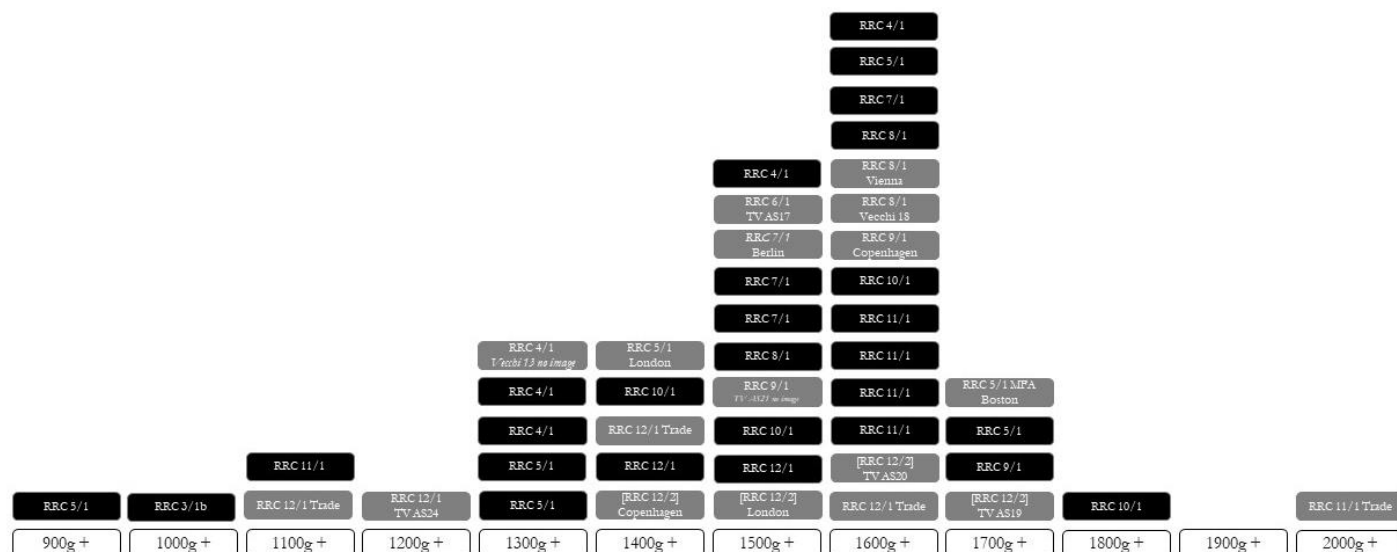 RRC 4/1
RRC 5/1
RRC 7/1
RRC 8/1
RRC 4/1
RRC 8/1
Vienna
RRC 6/1
TV AS17
RRC 8/1
Vecchi 18
RRC 7/1
Berlin
RRC 9/1
Copenhagen
RRC 7/1
RRC 10/1
RRC 7/1
RRC 11/1
RRC 4/1
Vecchi 13 no image
RRC 5/1
London
RRC 8/1
RRC 11/1
RRC 4/1
RRC 10/1
RRC 9/1
TV AS21 no image
RRC 11/1
RRC 5/1 MFA
Boston
RRC 4/1
RRC 12/1 Trade
RRC 10/1
RRC 11/1
RRC 5/1
RRC 11/1
RRC 5/1
RRC 12/1
RRC 12/1
[RRC 12/2]
TV AS20
RRC 9/1
RRC 5/1
RRC 3/1b
RRC 12/1 Trade
RRC 12/1
TV AS24
RRC 5/1
[RRC 12/2]
Copenhagen
[RRC 12/2]
London
RRC 12/1 Trade
[RRC 12/2]
TV AS19
RRC 10/1
RRC 11/1 Trade
900g +
1000g +
1100g +
1200g +
1300g +
1400g +
1500g +
1600g +
1700g +
1800g +
1900g +
2000g +